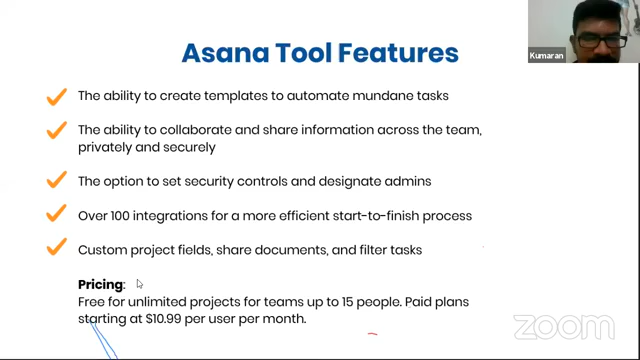 Asana Tool Features
Kumaran
The ability to create templates to automate mundane tasks
The ability to collaborate and share information across the team,
privately and securely
The option to set security controls and designate admins
Over 100 integrations for a more efficient start-to-finish process
Custom project fields, share documents, and filter tasks
Pricing:
Free for unlimited projects for teams up to 15 people. Paid plans
starting at $10.99 per user per month.
zoom